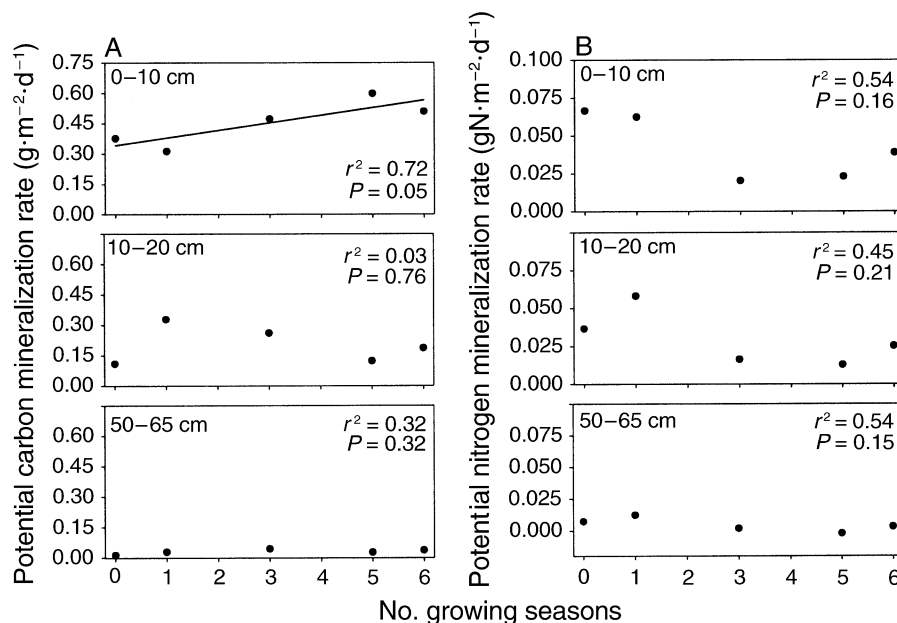 A
Potential carbon mineralization rate (g·m⁻²·d⁻¹)
0.75
0.60
0.45
0.30
0.15
0.00
0–10 cm
r² = 0.72
P = 0.05
0.60
0.45
0.30
0.15
0.00
10–20 cm
r² = 0.03
P = 0.76
0.60
0.45
0.30
0.15
0.00
50–65 cm
r² = 0.32
P = 0.32
0 1 2 3 4 5 6
B
Potential nitrogen mineralization rate (gN·m⁻²·d⁻¹)
0.100
0.075
0.050
0.025
0.000
0–10 cm
r² = 0.54
P = 0.16
0.075
0.050
0.025
0.000
10–20 cm
r² = 0.45
P = 0.21
0.075
0.050
0.025
0.000
50–65 cm
r² = 0.54
P = 0.15
0 1 2 3 4 5 6
No. growing seasons